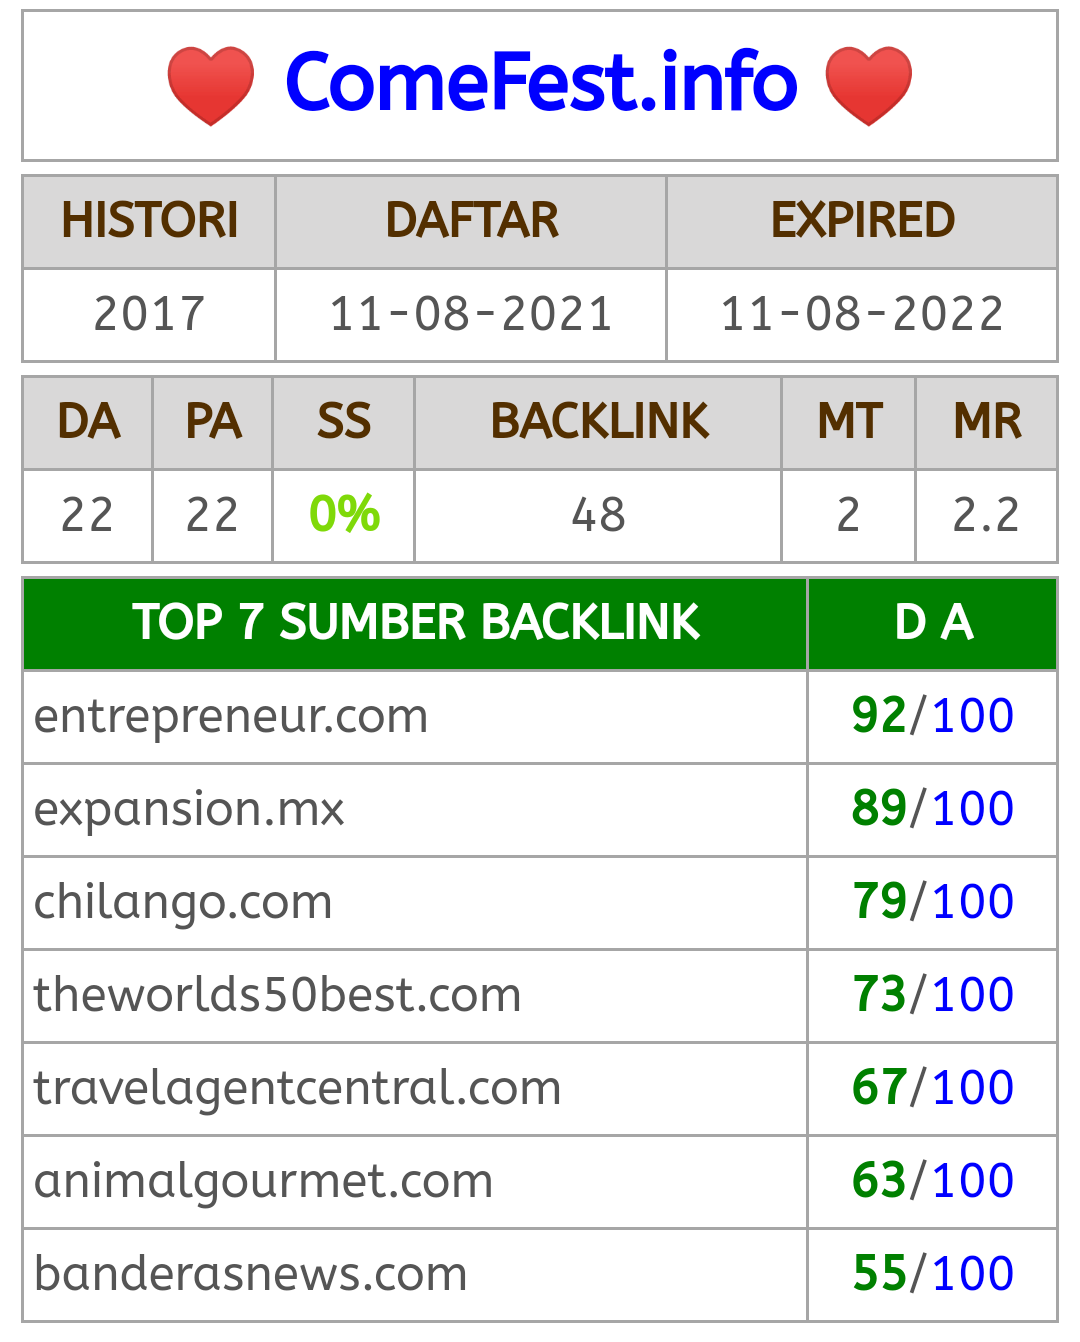 ComeFest.info
HISTORI DAFTAR EXPIRED
2017 11-08-2021 11-08-2022
DA PA SS BACKLINK MT MR
22 22 0% 48 2 2.2
TOP 7 SUMBER BACKLINK D A
entrepreneur.com 92/100
expansion.mx 89/100
chilango.com 79/100
theworlds50best.com 73/100
travelagentcentral.com 67/100
animalgourmet.com 63/100
banderasnews.com 55/100